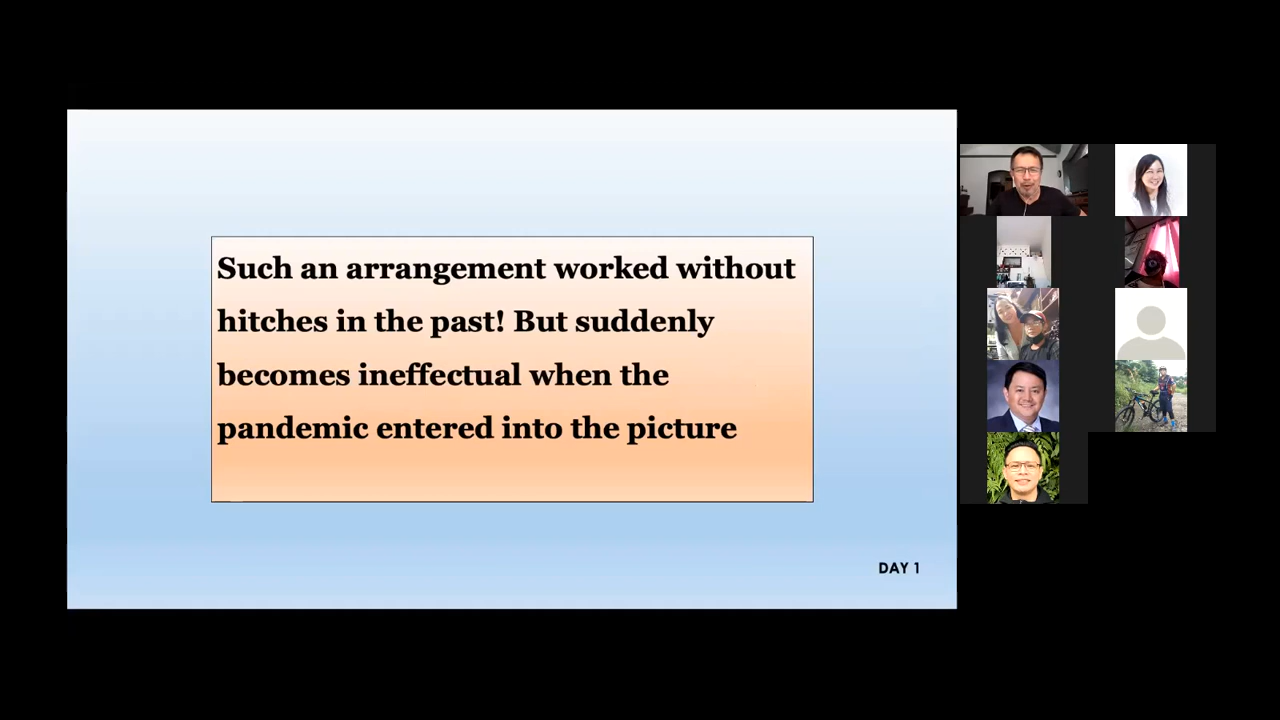 Such an arrangement worked without
hitches in the past! But suddenly
becomes ineffectual when the
pandemic entered into the picture
DAY 1